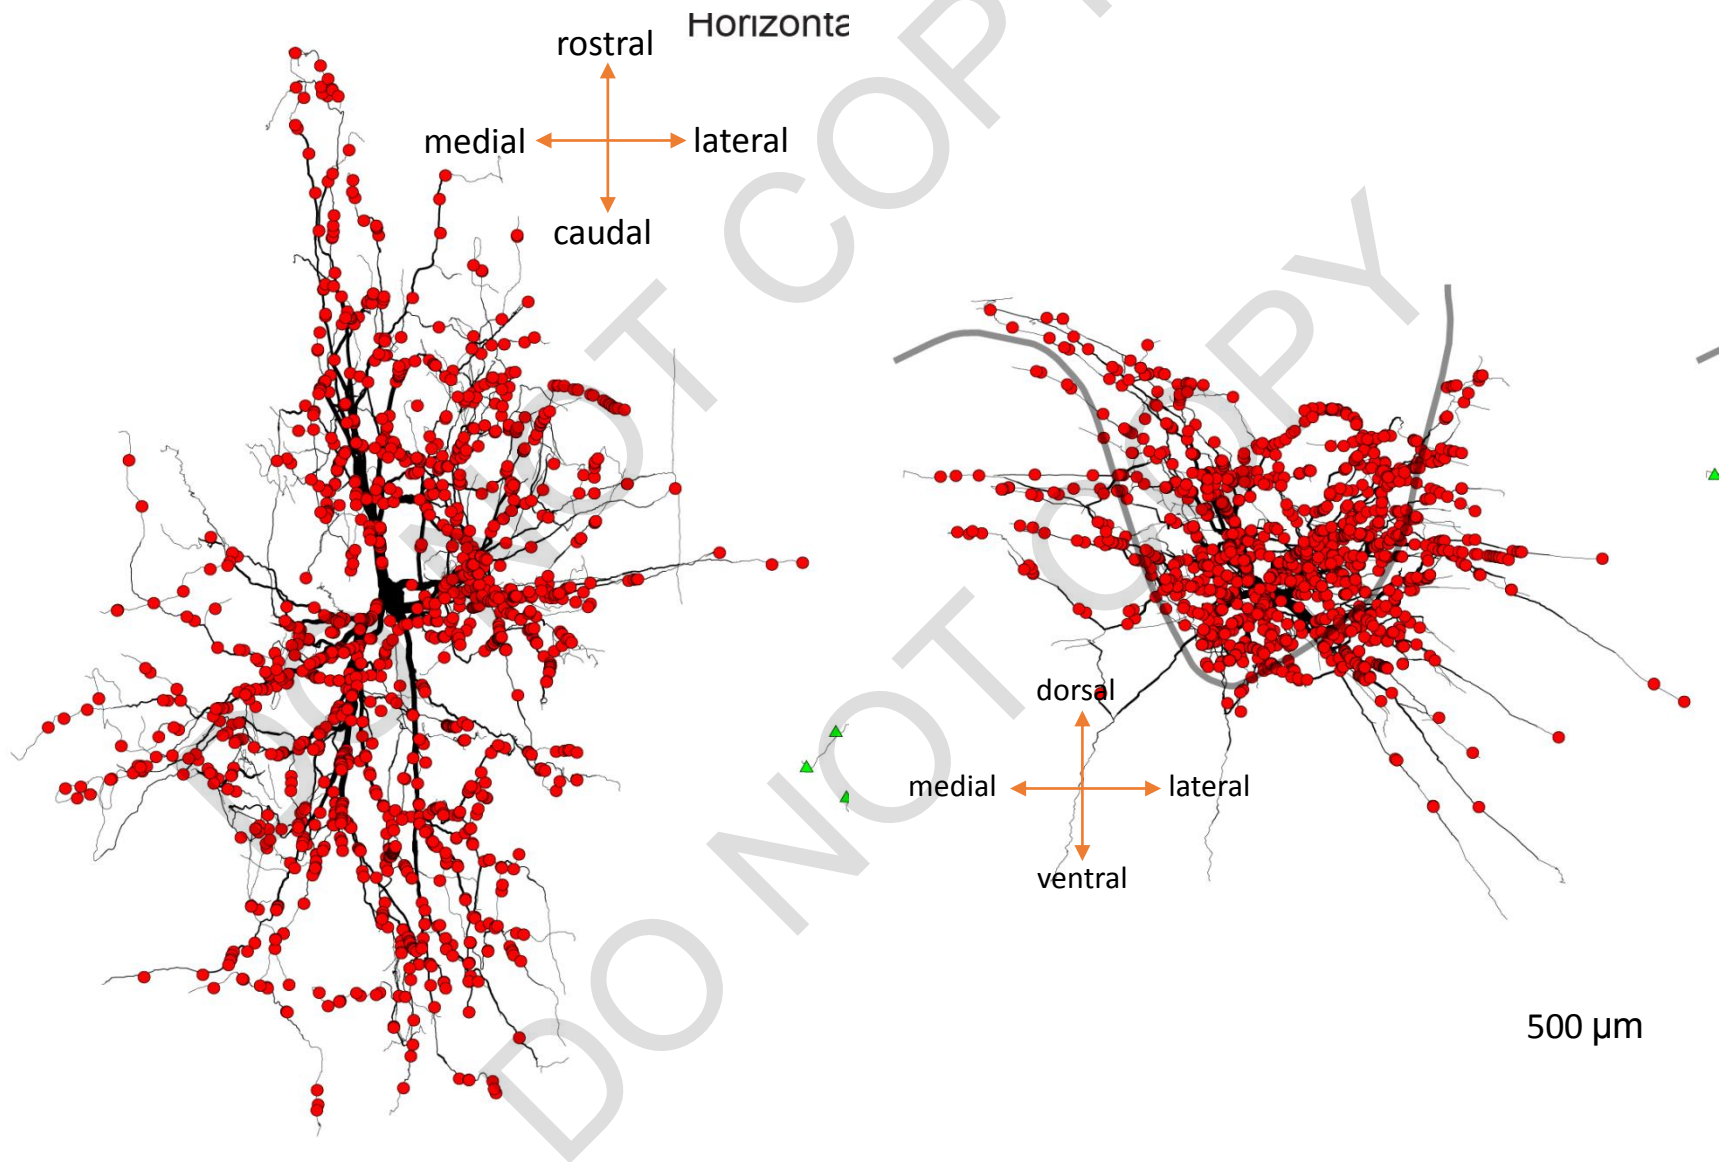 Horizonta
rostral
medial
lateral
caudal
dorsal
medial
lateral
ventral
500 µm
DO NOT COPY
DO NOT COPY